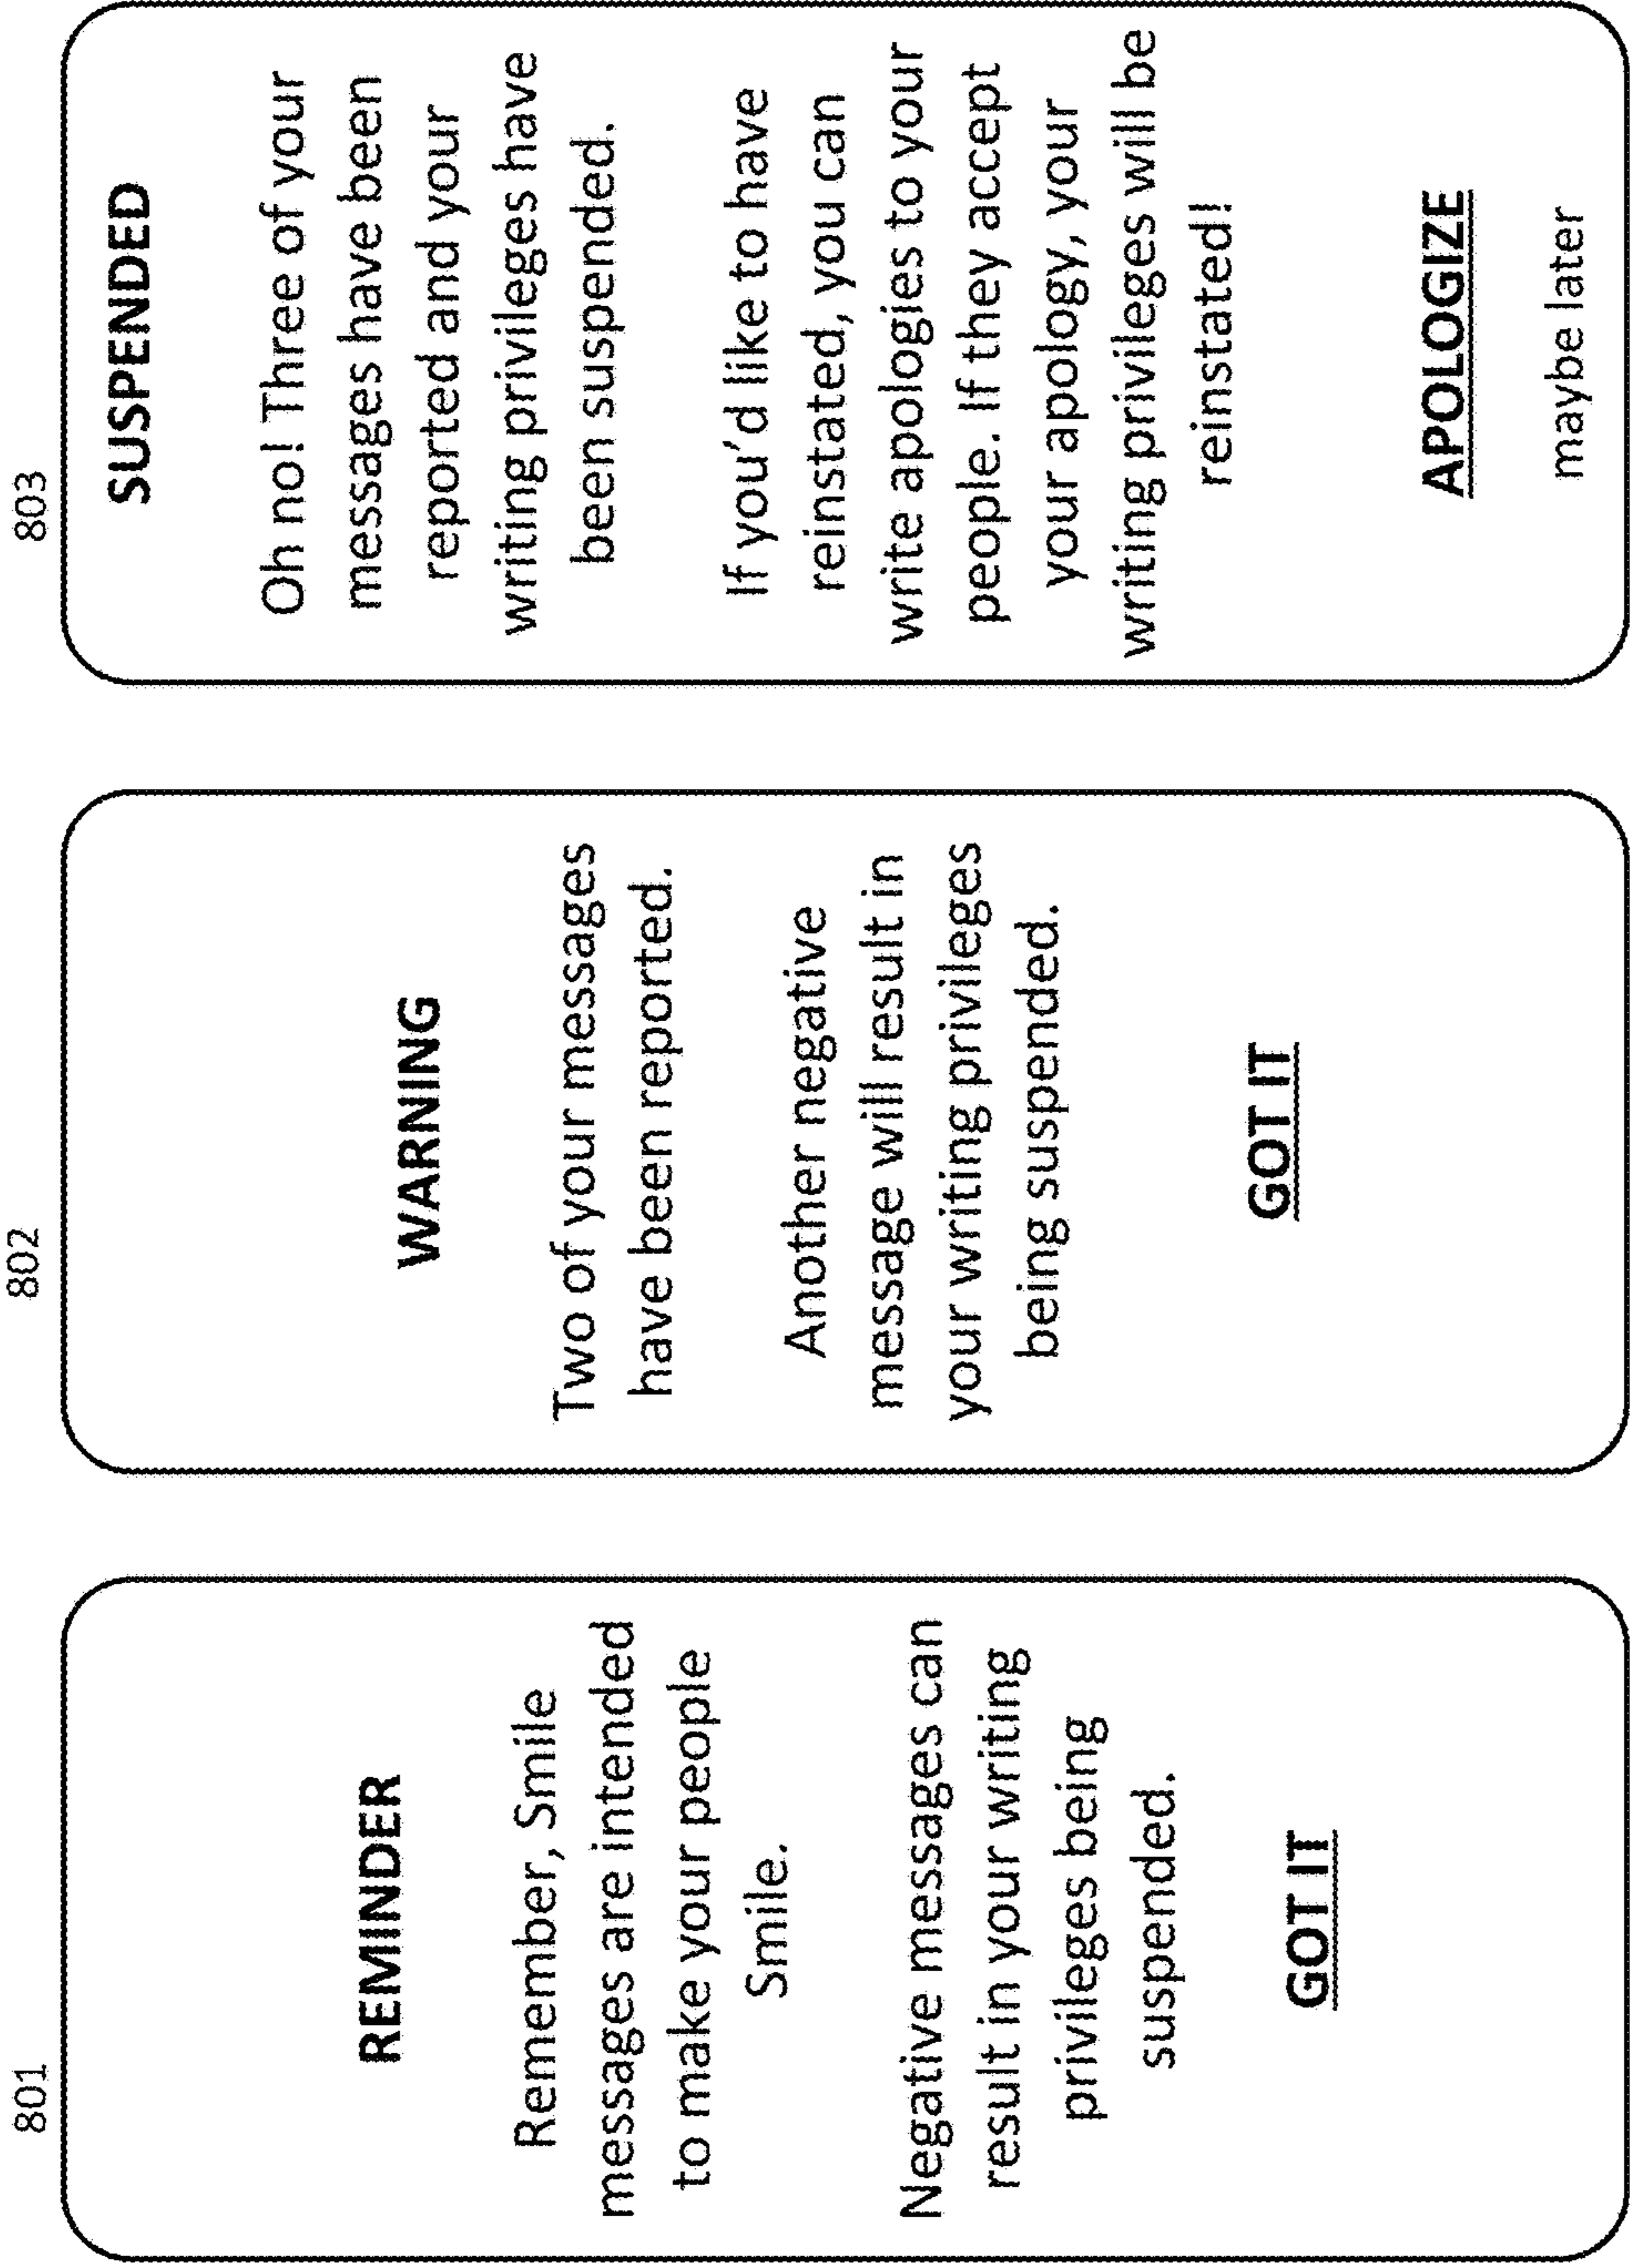 801
REMINDER
Remember, Smile
messages are intended
to make your people
Smile.
Negative messages can
result in your writing
privileges being
suspended.
GOT IT
802
WARNING
Two of your messages
have been reported.
Another negative
message will result in
your writing privileges
being suspended.
GOT IT
803
SUSPENDED
Oh no! Three of your
messages have been
reported and your
writing privileges have
been suspended.
If you'd like to have
reinstated, you can
write apologies to your
people. If they accept
your apology, your
writing privileges will be
reinstated!
APOLOGIZE
maybe later